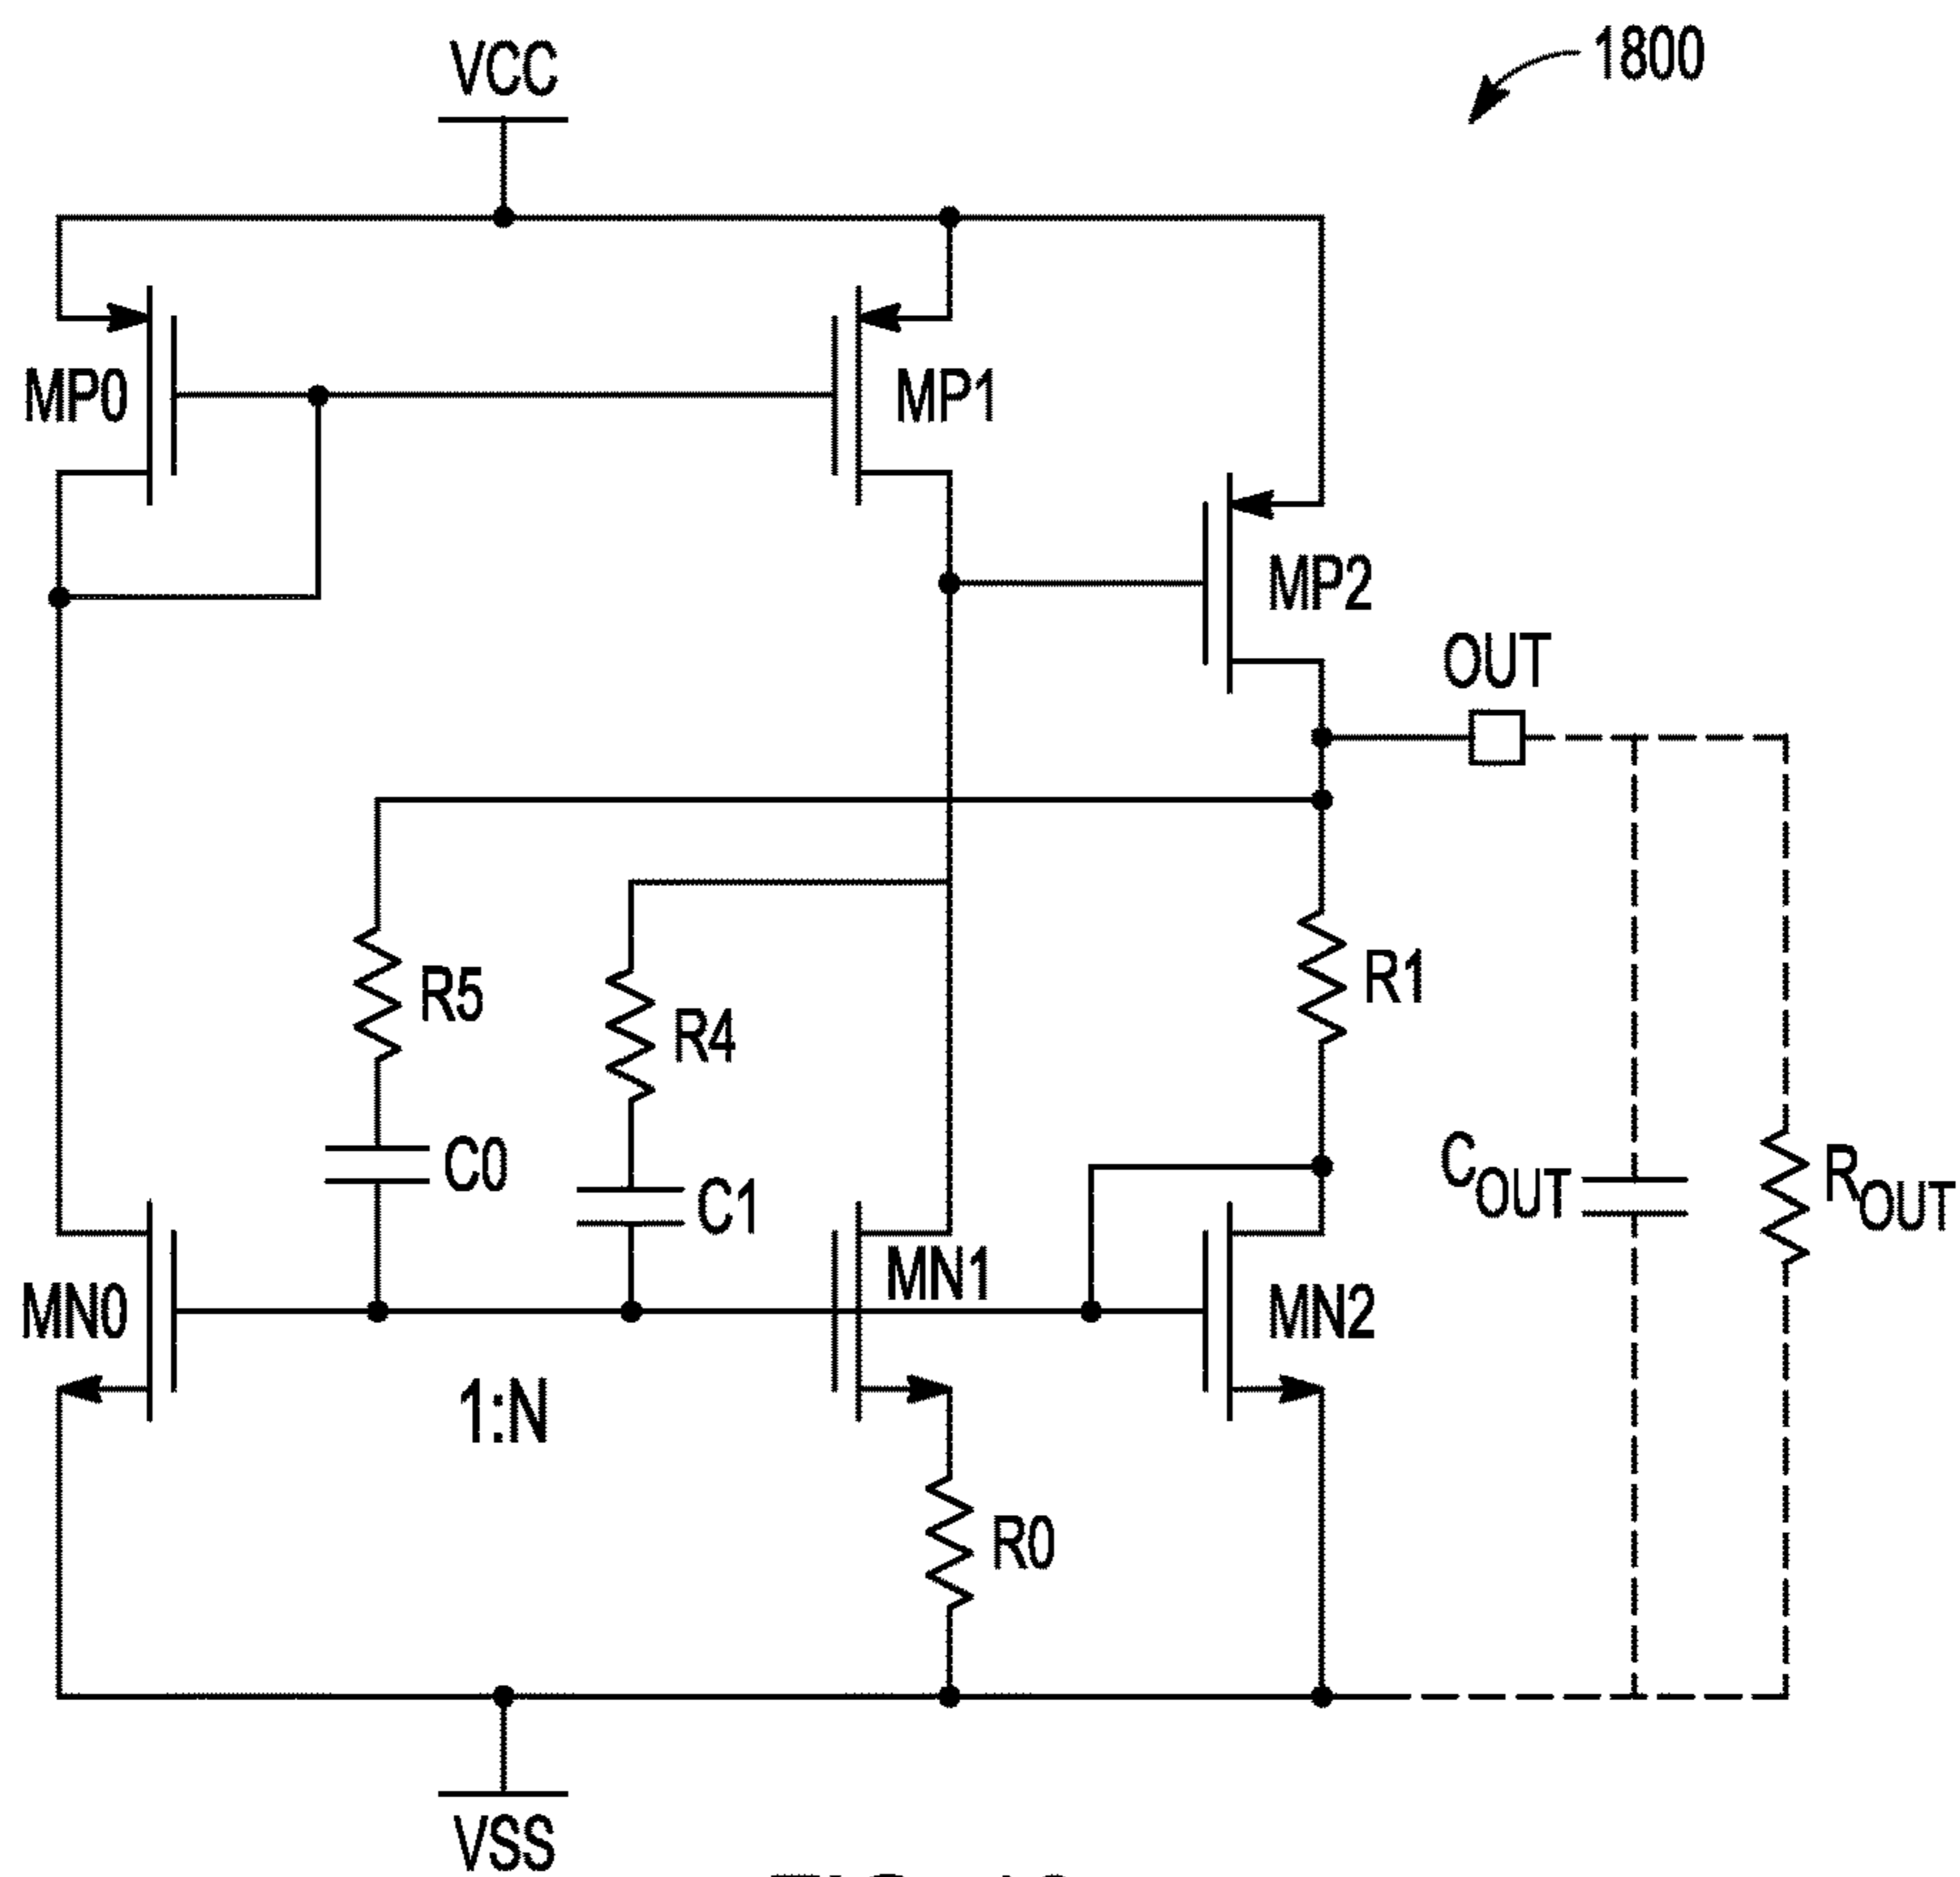 1800
VCC
MP0
MP1
MP2
OUT
R5
R4
R1
C0
C1
COUT
ROUT
MN0
MN1
MN2
1:N
R0
VSS